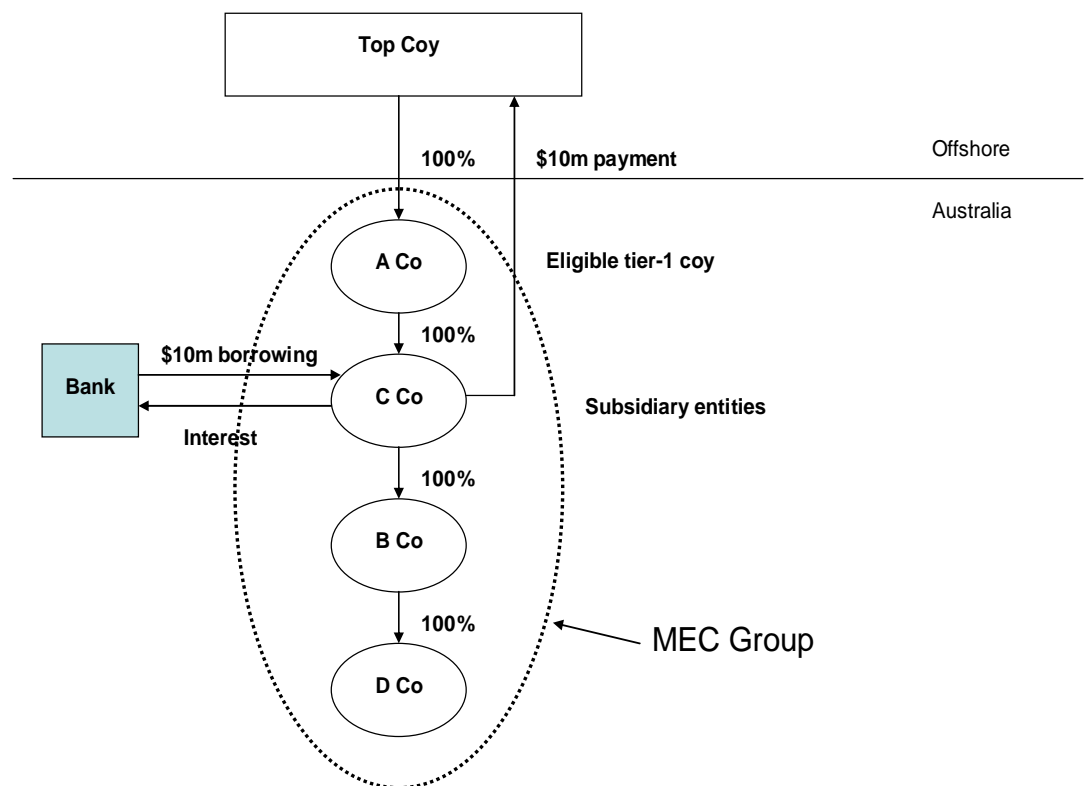 Top Coy
Offshore
100%
$10m payment
Australia
A Co
Eligible tier-1 coy
100%
$10m borrowing
Bank
C Co
Subsidiary entities
Interest
100%
B Co
100%
MEC Group
D Co